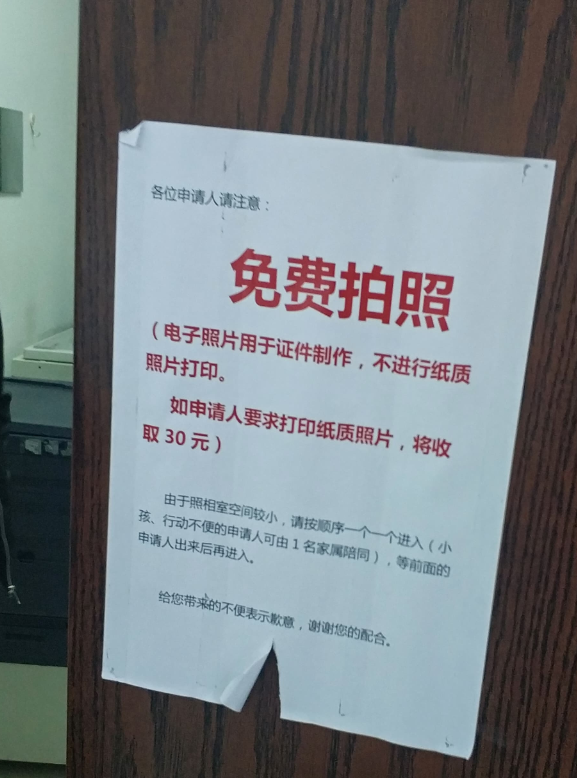 各位申请人请注意：
免费拍照
（电子照片用于证件制作，不进行纸质
照片打印。
如申请人要求打印纸质照片，将收
取 30 元）
由于照相室空间较小，请按顺序一个一个进入（小
孩、行动不便的申请人可由 1 名家属陪同），等前面的
申请人出来后再进入。
给您带来的不便表示歉意，谢谢您的配合。